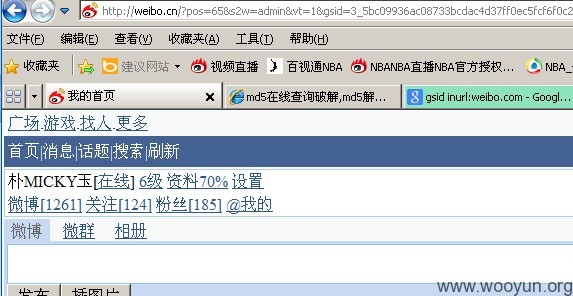 http://weibo.cn/?pos=65&s2w=admin&vt=1&gsid=3_5bc09936ac08733bcdac4d37ff0ec5fcf6f0c2
文件(F) 编辑(E) 查看(V) 收藏夹(A) 工具(T) 帮助(H)
收藏夹 建议网站 视频直播 百视通NBA NBANBA直播NBA官方授权... NBA_
我的首页 md5在线查询破解,md5解... gsid inurl:weibo.com - Googl...
广场.游戏.找人.更多
首页|消息|话题|搜索|刷新
朴MICKY玉[在线] 6级 资料70% 设置
微博[1261] 关注[124] 粉丝[185] @我的
微博 微群 相册
发布 插图片
www.wooyun.org